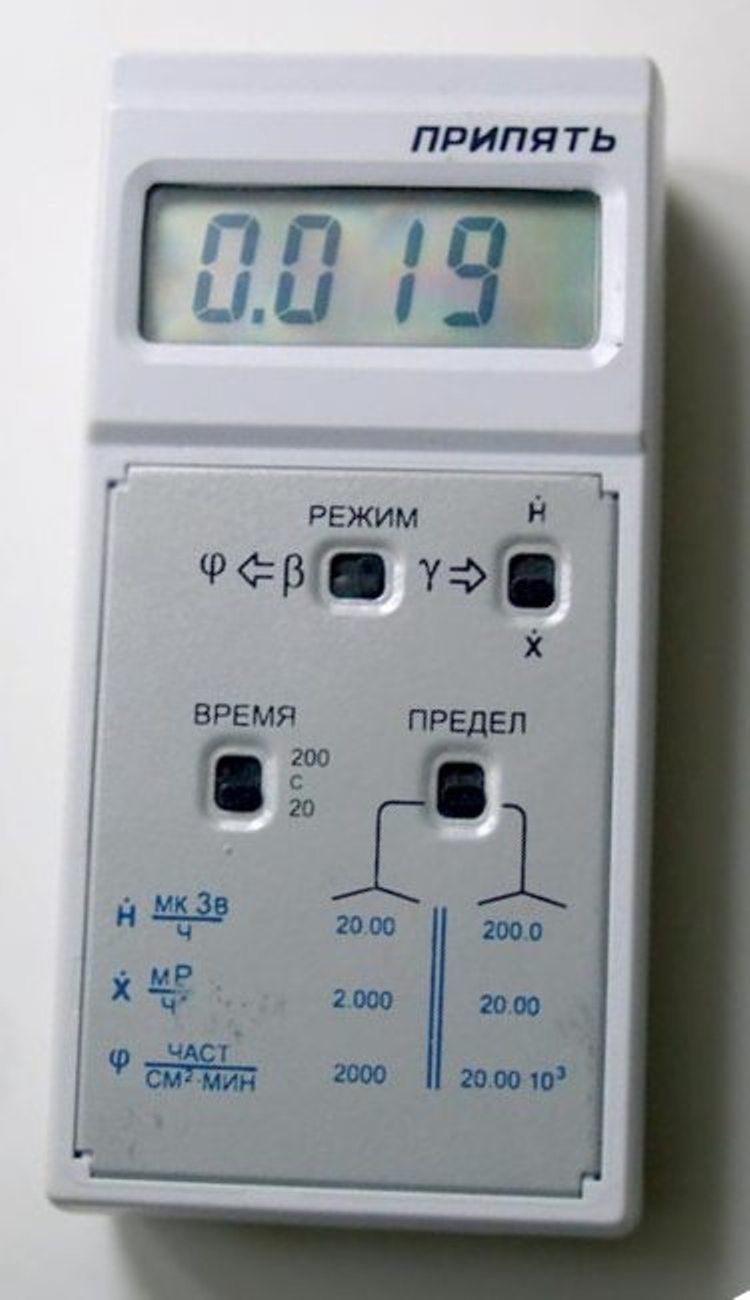 ПРИПЯТЬ
0.019
РЕЖИМ
Ḣ
φ ⇦ β γ ⇨
Ẋ
ВРЕМЯ
ПРЕДЕЛ
200
С
20
Ḣ мк Зв/ч 20.00 200.0
Ẋ мР/ч 2.000 20.00
φ ЧАСТ/СМ²·МИН 2000 20.00 10³